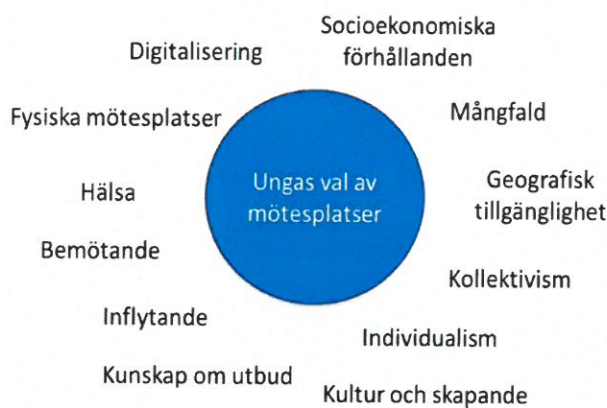 Socioekonomiska
förhållanden
Digitalisering
Mångfald
Fysiska mötesplatser
Ungas val av
mötesplatser
Geografisk
tillgänglighet
Hälsa
Bemötande
Kollektivism
Inflytande
Individualism
Kunskap om utbud
Kultur och skapande